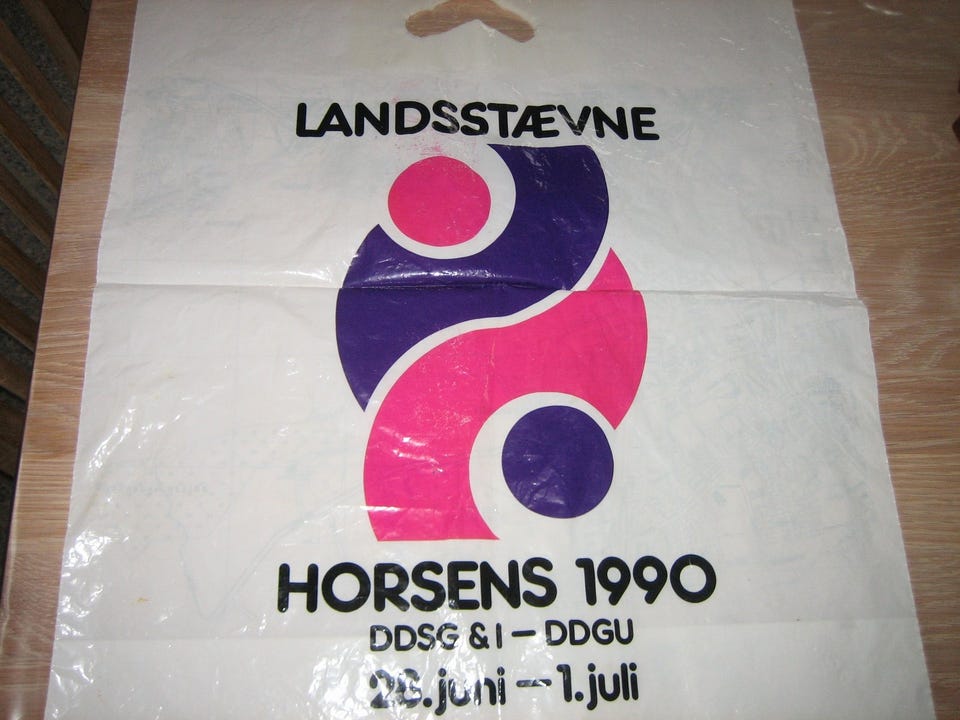 LANDSSTÆVNE
HORSENS 1990
DDSG & I — DDGU
28.juni — 1.juli